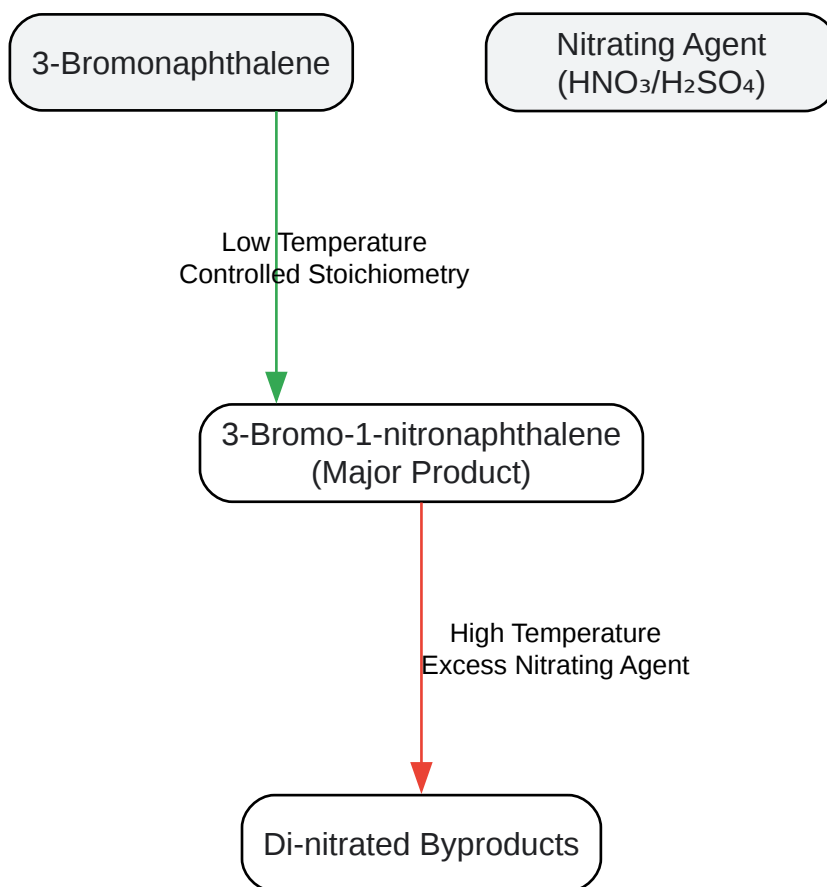 3-Bromonaphthalene
Nitrating Agent
(HNO₃/H₂SO₄)
Low Temperature
Controlled Stoichiometry
3-Bromo-1-nitronaphthalene
(Major Product)
High Temperature
Excess Nitrating Agent
Di-nitrated Byproducts